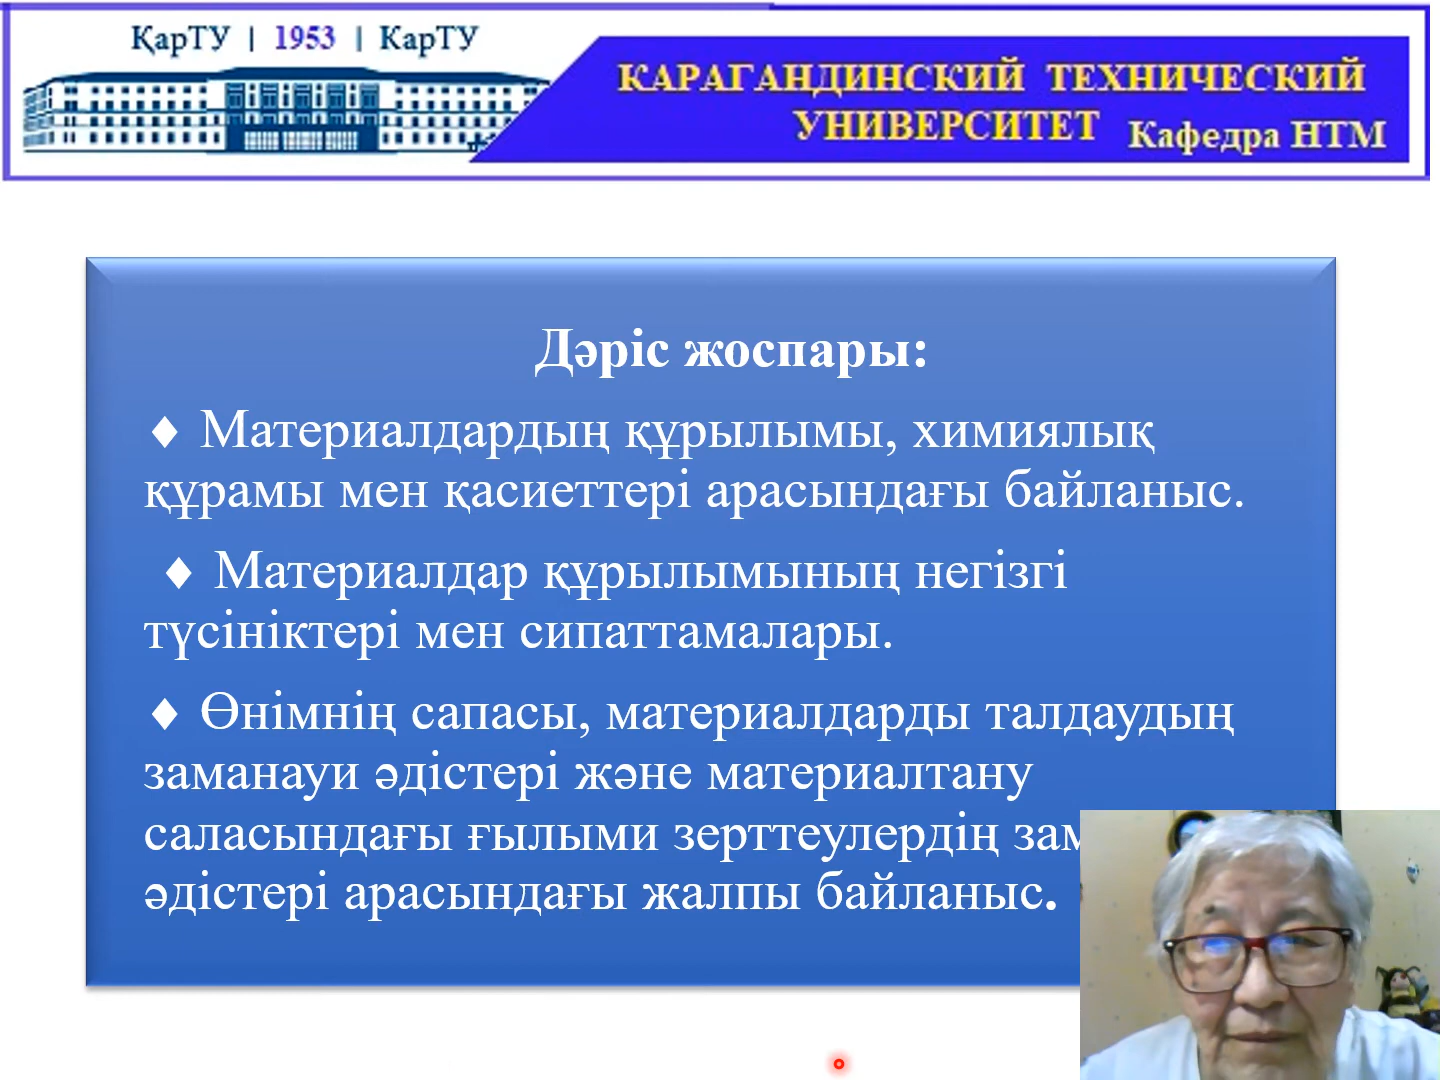 ҚарТУ | 1953 | КарТУ
КАРАГАНДИНСКИЙ ТЕХНИЧЕСКИЙ
УНИВЕРСИТЕТ Кафедра НТМ
Дәріс жоспары:
♦ Материалдардың құрылымы, химиялық
құрамы мен қасиеттері арасындағы байланыс.
♦ Материалдар құрылымының негізгі
түсініктері мен сипаттамалары.
♦ Өнімнің сапасы, материалдарды талдаудың
заманауи әдістері және материалтану
саласындағы ғылыми зерттеулердің
әдістері арасындағы жалпы байланыс.